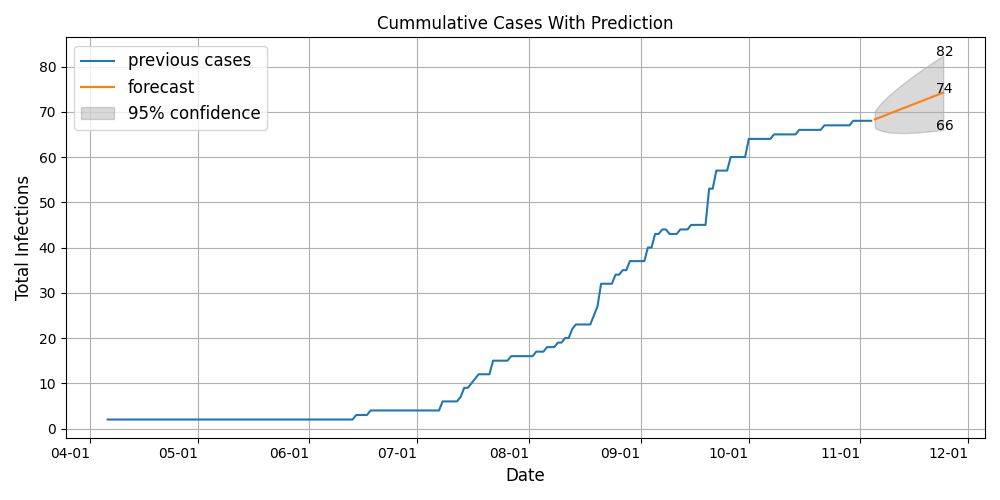 Cummulative Cases With Prediction
previous cases
forecast
95% confidence
82
74
66
Total Infections
80
70
60
50
40
30
20
10
0
04-01 05-01 06-01 07-01 08-01 09-01 10-01 11-01 12-01
Date